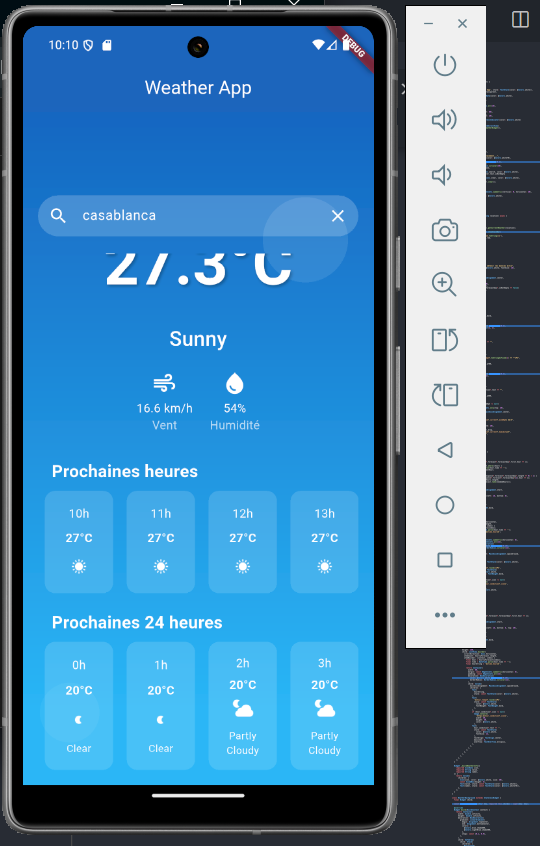 10:10
DEBUG
Weather App
casablanca
27.3°C
Sunny
16.6 km/h
54%
Vent
Humidité
Prochaines heures
10h
11h
12h
13h
27°C
27°C
27°C
27°C
Prochaines 24 heures
0h
1h
2h
3h
20°C
20°C
20°C
20°C
Clear
Clear
Partly
Cloudy
Partly
Cloudy